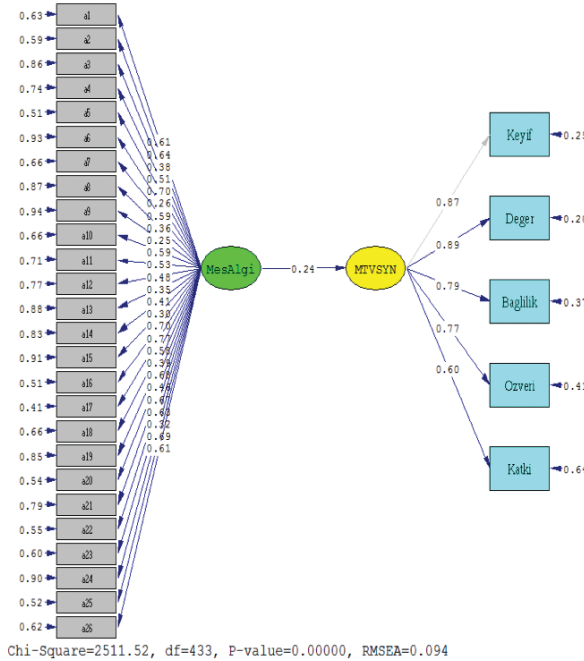 0.63 a1
0.59 a2
0.86 a3
0.74 a4
0.51 a5
0.93 a6
0.66 a7
0.87 a8
0.94 a9
0.66 a10
0.71 a11
0.77 a12
0.88 a13
0.83 a14
0.91 a15
0.51 a16
0.41 a17
0.66 a18
0.85 a19
0.54 a20
0.79 a21
0.55 a22
0.60 a23
0.90 a24
0.52 a25
0.62 a26
0.61
0.64
0.38
0.51
0.70
0.26
0.59
0.36
0.25
0.59
0.53
0.48
0.35
0.41
0.70
0.77
0.67
0.32
0.69
0.61
MesAlgi
0.24
MTVSYN
0.87
0.89
0.79
0.77
0.60
Keyif 0.25
Deger 0.20
Baglilik 0.37
Ozveri 0.41
Katki 0.64
Chi-Square=2511.52, df=433, P-value=0.00000, RMSEA=0.094